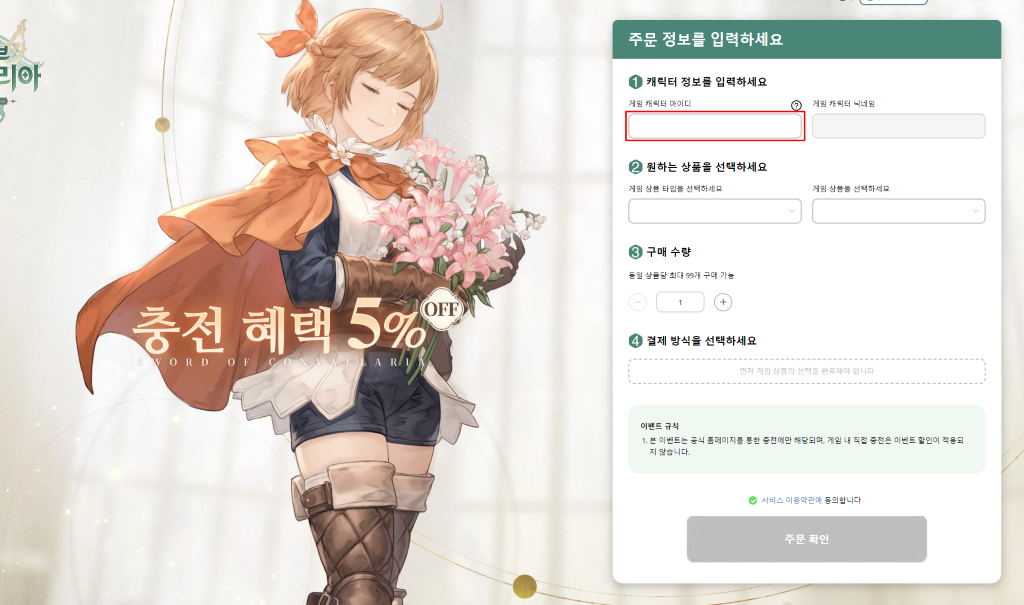 리아
충전 혜택 5%
OFF
SWORD OF CONVALLARIA
주문 정보를 입력하세요
1 캐릭터 정보를 입력하세요
게임 캐릭터 아이디 ? 게임 캐릭터 닉네임
2 원하는 상품을 선택하세요
게임 상품 타입을 선택하세요 게임 상품을 선택하세요
3 구매 수량
동일 상품당 최대 99개 구매 가능
− 1 +
4 결제 방식을 선택하세요
먼저 게임 상품의 선택을 완료해야 합니다
이벤트 규칙
1. 본 이벤트는 공식 홈페이지를 통한 충전에만 해당되며, 게임 내 직접 충전은 이벤트 할인이 적용되
지 않습니다.
서비스 이용약관에 동의합니다
주문 확인